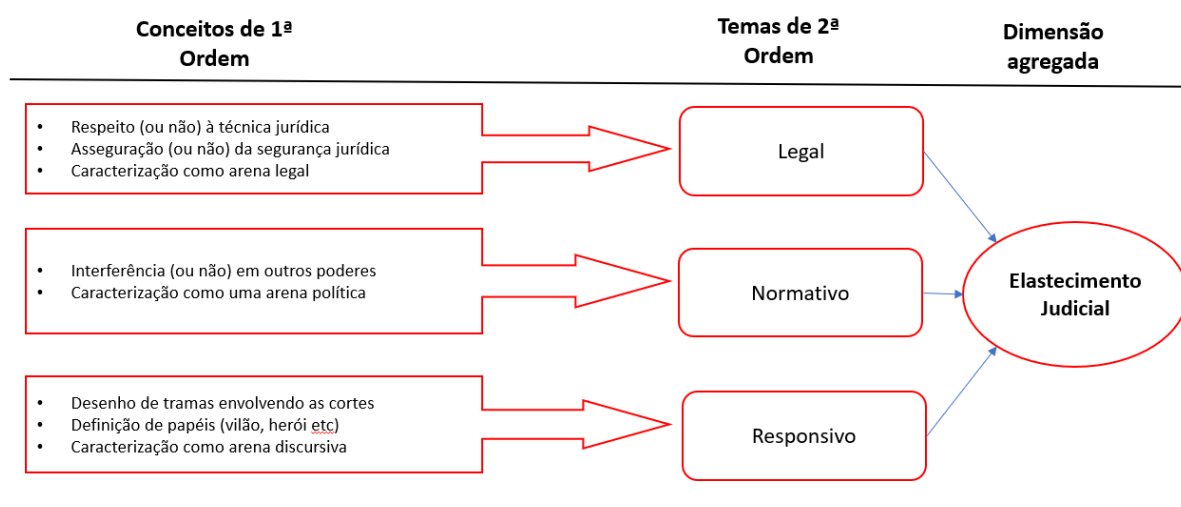 Conceitos de 1ª
Ordem
Temas de 2ª
Ordem
Dimensão
agregada
• Respeito (ou não) à técnica jurídica
• Asseguração (ou não) da segurança jurídica
• Caracterização como arena legal
Legal
• Interferência (ou não) em outros poderes
• Caracterização como uma arena política
Normativo
Elastecimento
Judicial
• Desenho de tramas envolvendo as cortes
• Definição de papéis (vilão, herói etc)
• Caracterização como arena discursiva
Responsivo